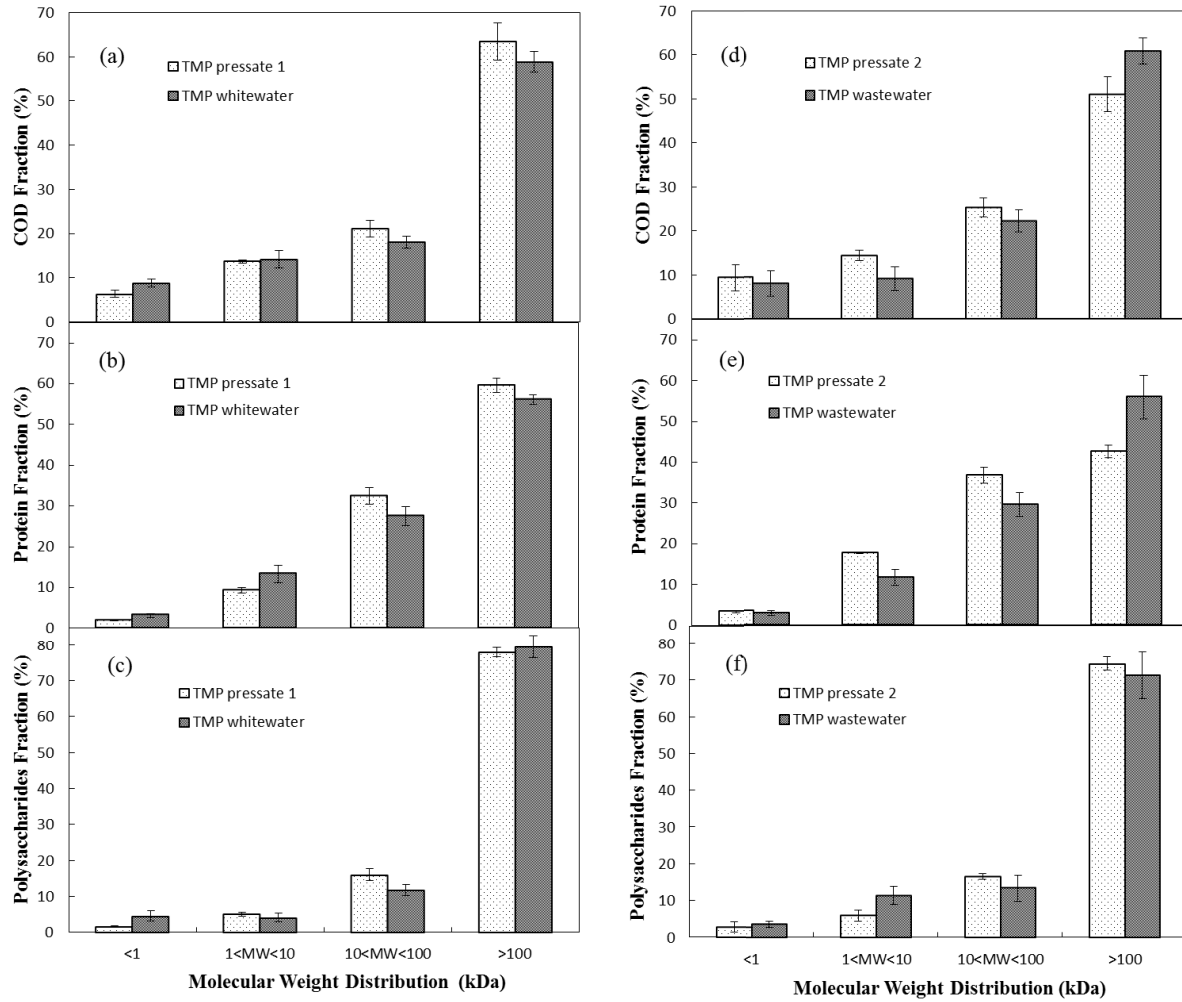 70
60
50
40
30
20
10
0
COD Fraction (%)
(a)
TMP pressate 1
TMP whitewater
70
60
50
40
30
20
10
0
Protein Fraction (%)
(b)
TMP pressate 1
TMP whitewater
80
70
60
50
40
30
20
10
0
Polysaccharides Fraction (%)
(c)
TMP pressate 1
TMP whitewater
<1
1<MW<10
10<MW<100
>100
Molecular Weight Distribution (kDa)
70
60
50
40
30
20
10
0
COD Fraction (%)
(d)
TMP pressate 2
TMP wastewater
70
60
50
40
30
20
10
0
Protein Fraction (%)
(e)
TMP pressate 2
TMP wastewater
80
70
60
50
40
30
20
10
0
Polysaccharides Fraction (%)
(f)
TMP pressate 2
TMP wastewater
<1
1<MW<10
10<MW<100
>100
Molecular Weight Distribution (kDa)